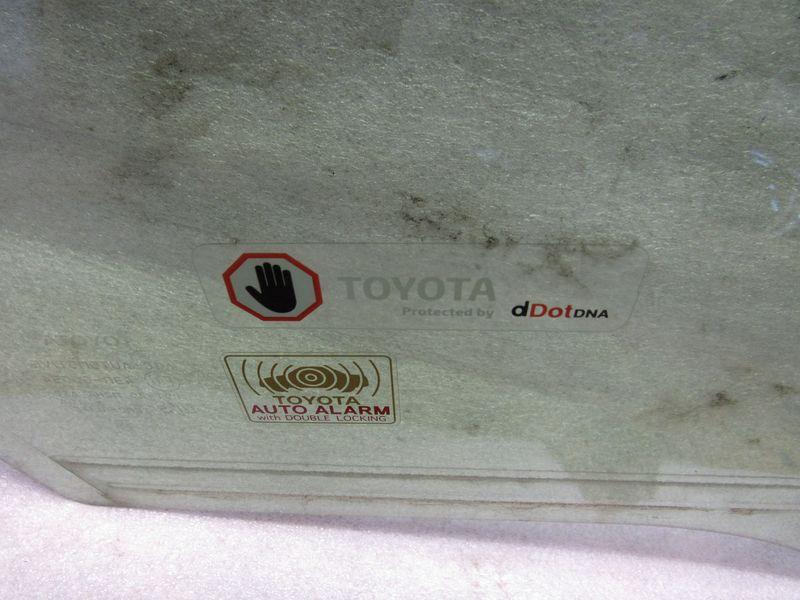 TOYOTA
Protected by dDotDNA
TOYOTA
AUTO ALARM
with DOUBLE LOCKING